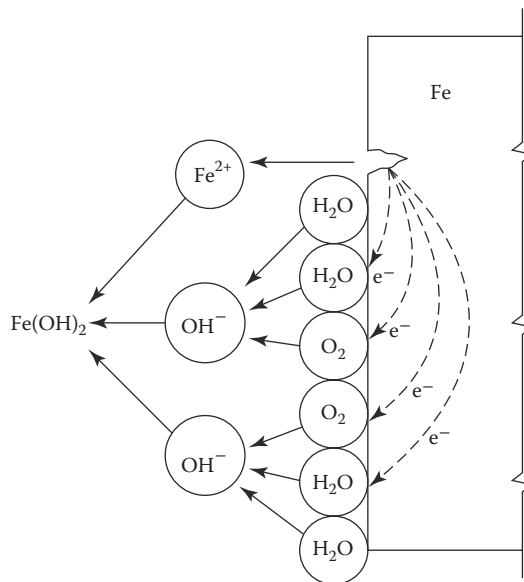 Fe
Fe²⁺
H₂O
H₂O
e⁻
Fe(OH)₂
OH⁻
O₂
e⁻
O₂
e⁻
OH⁻
H₂O
e⁻
H₂O